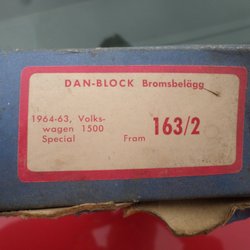 DAN-BLOCK Bromsbelägg
1964-63, Volks-
wagen 1500
Special Fram 163/2